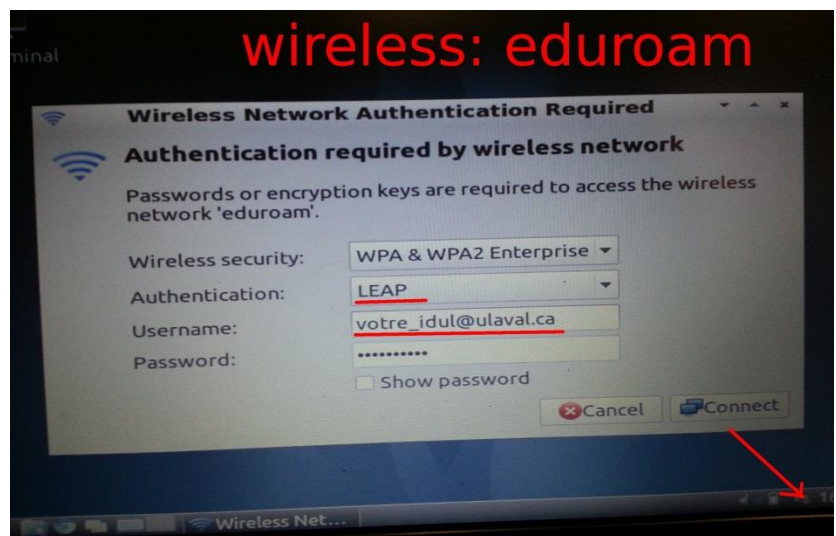 wireless: eduroam
minal
Wireless Network Authentication Required
Authentication required by wireless network
Passwords or encryption keys are required to access the wireless
network 'eduroam'.
Wireless security: WPA & WPA2 Enterprise
Authentication: LEAP
Username: votre_idul@ulaval.ca
Password: ••••••••••
Show password
Cancel Connect
Wireless Net...